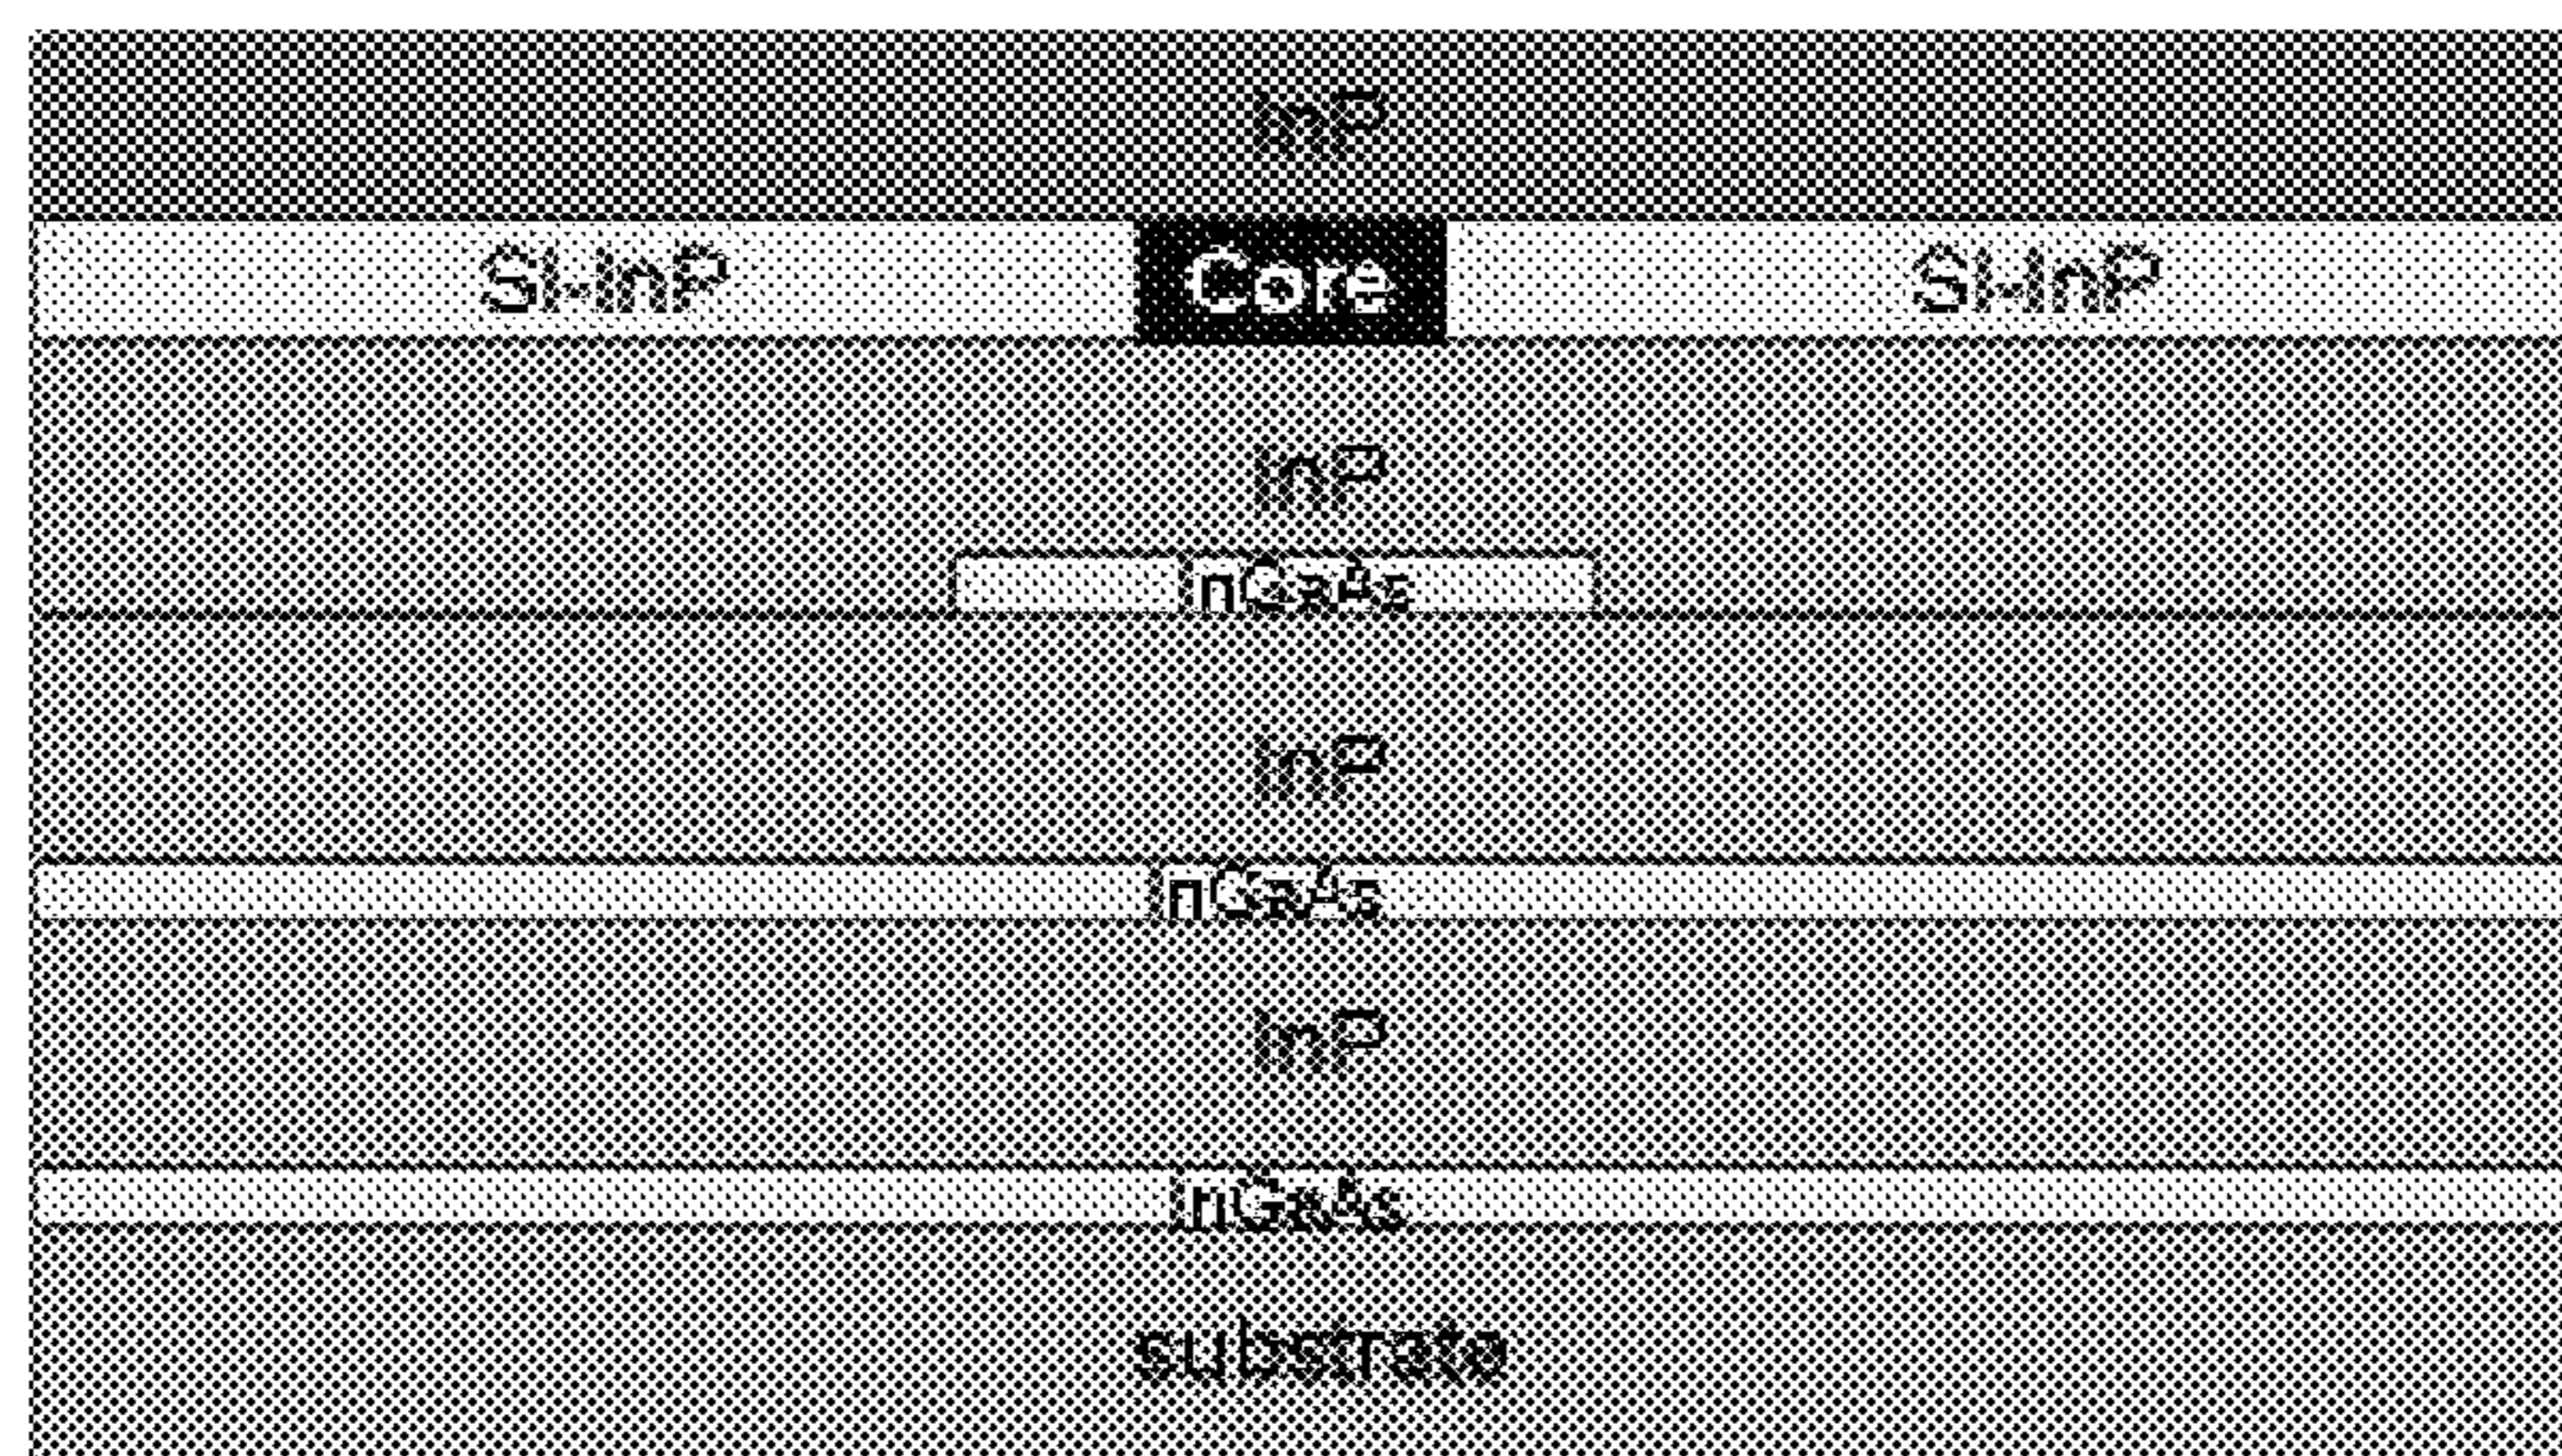 InP
SI-InP Core SI-InP
InP
InGaAs
InP
InGaAs
InP
InGaAs
substrate